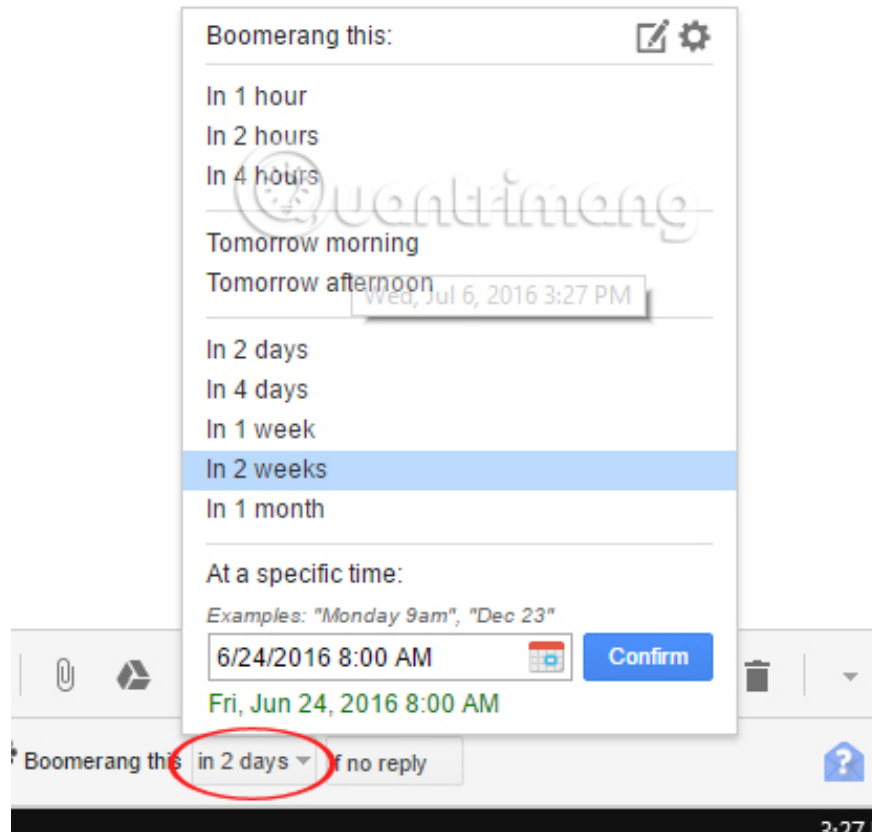 Boomerang this:
In 1 hour
In 2 hours
In 4 hours
Quantrimang
Tomorrow morning
Tomorrow afternoon
Wed, Jul 6, 2016 3:27 PM
In 2 days
In 4 days
In 1 week
In 2 weeks
In 1 month
At a specific time:
Examples: "Monday 9am", "Dec 23"
6/24/2016 8:00 AM
Confirm
Fri, Jun 24, 2016 8:00 AM
Boomerang this in 2 days if no reply
3:27